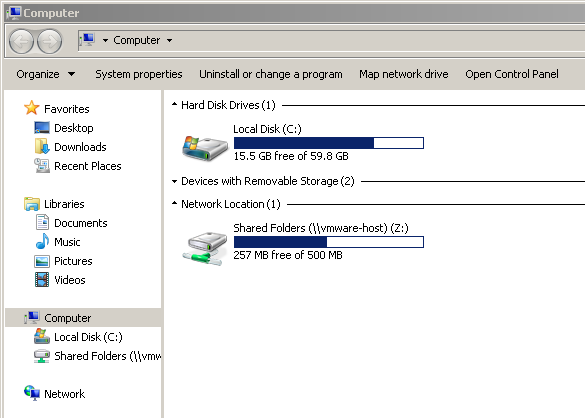 Computer
Computer
Organize System properties Uninstall or change a program Map network drive Open Control Panel
Favorites
Desktop
Downloads
Recent Places
Libraries
Documents
Music
Pictures
Videos
Computer
Local Disk (C:)
Shared Folders (\\vmw
Network
Hard Disk Drives (1)
Local Disk (C:)
15.5 GB free of 59.8 GB
Devices with Removable Storage (2)
Network Location (1)
Shared Folders (\\vmware-host) (Z:)
257 MB free of 500 MB